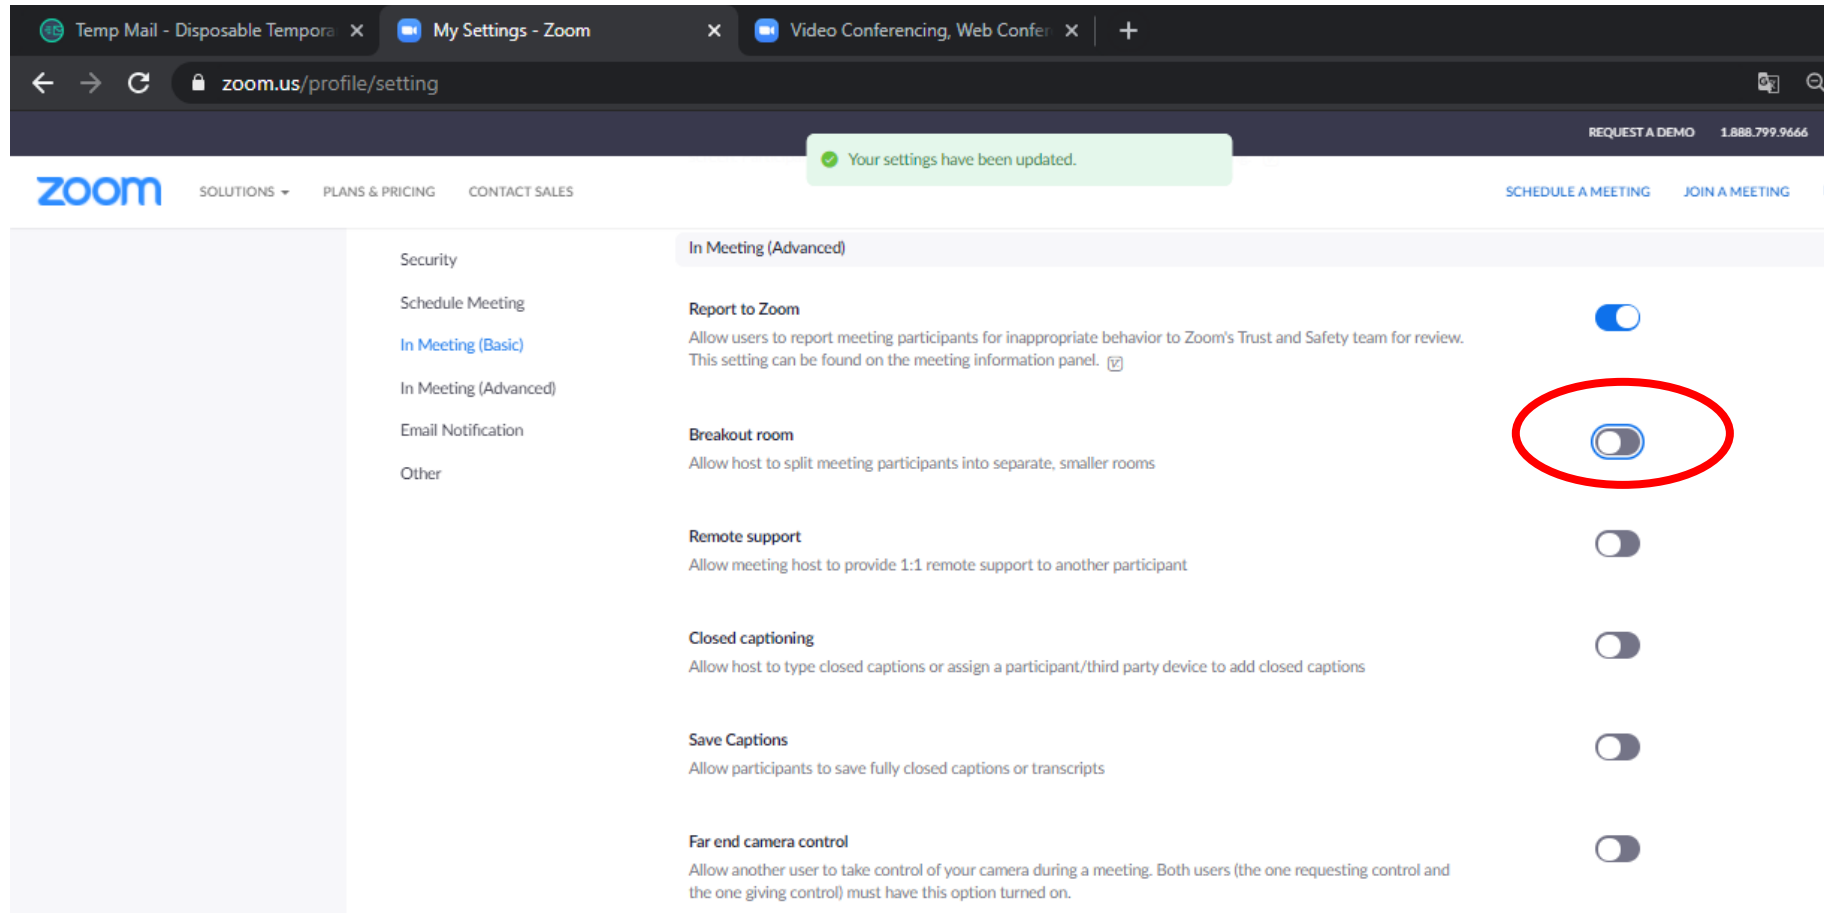 Temp Mail - Disposable Tempora
My Settings - Zoom
Video Conferencing, Web Confer
zoom.us/profile/setting
REQUEST A DEMO 1.888.799.9666
Your settings have been updated.
zoom SOLUTIONS PLANS & PRICING CONTACT SALES
SCHEDULE A MEETING JOIN A MEETING
Security
Schedule Meeting
In Meeting (Basic)
In Meeting (Advanced)
Email Notification
Other
In Meeting (Advanced)
Report to Zoom
Allow users to report meeting participants for inappropriate behavior to Zoom's Trust and Safety team for review.
This setting can be found on the meeting information panel.
Breakout room
Allow host to split meeting participants into separate, smaller rooms
Remote support
Allow meeting host to provide 1:1 remote support to another participant
Closed captioning
Allow host to type closed captions or assign a participant/third party device to add closed captions
Save Captions
Allow participants to save fully closed captions or transcripts
Far end camera control
Allow another user to take control of your camera during a meeting. Both users (the one requesting control and
the one giving control) must have this option turned on.